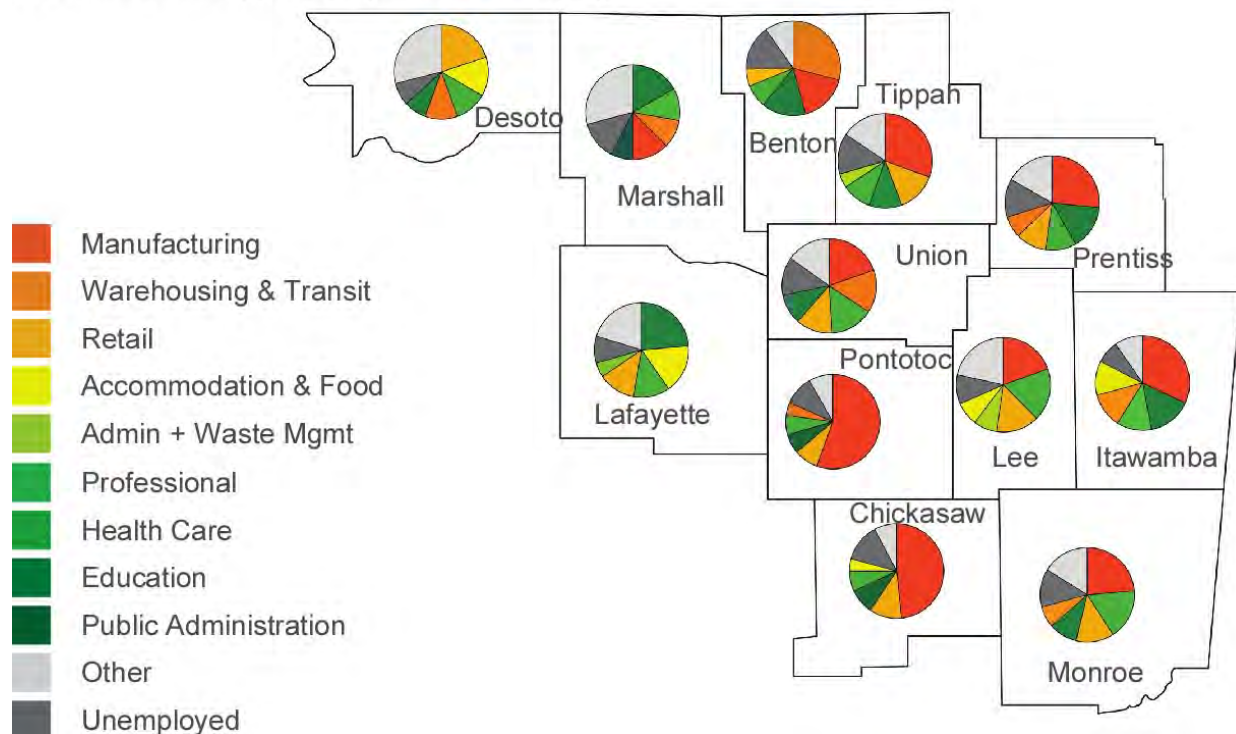 Desoto
Marshall
Benton
Tippah
Prentiss
Union
Lafayette
Pontotoc
Lee
Itawamba
Chickasaw
Monroe
Manufacturing
Warehousing & Transit
Retail
Accommodation & Food
Admin + Waste Mgmt
Professional
Health Care
Education
Public Administration
Other
Unemployed